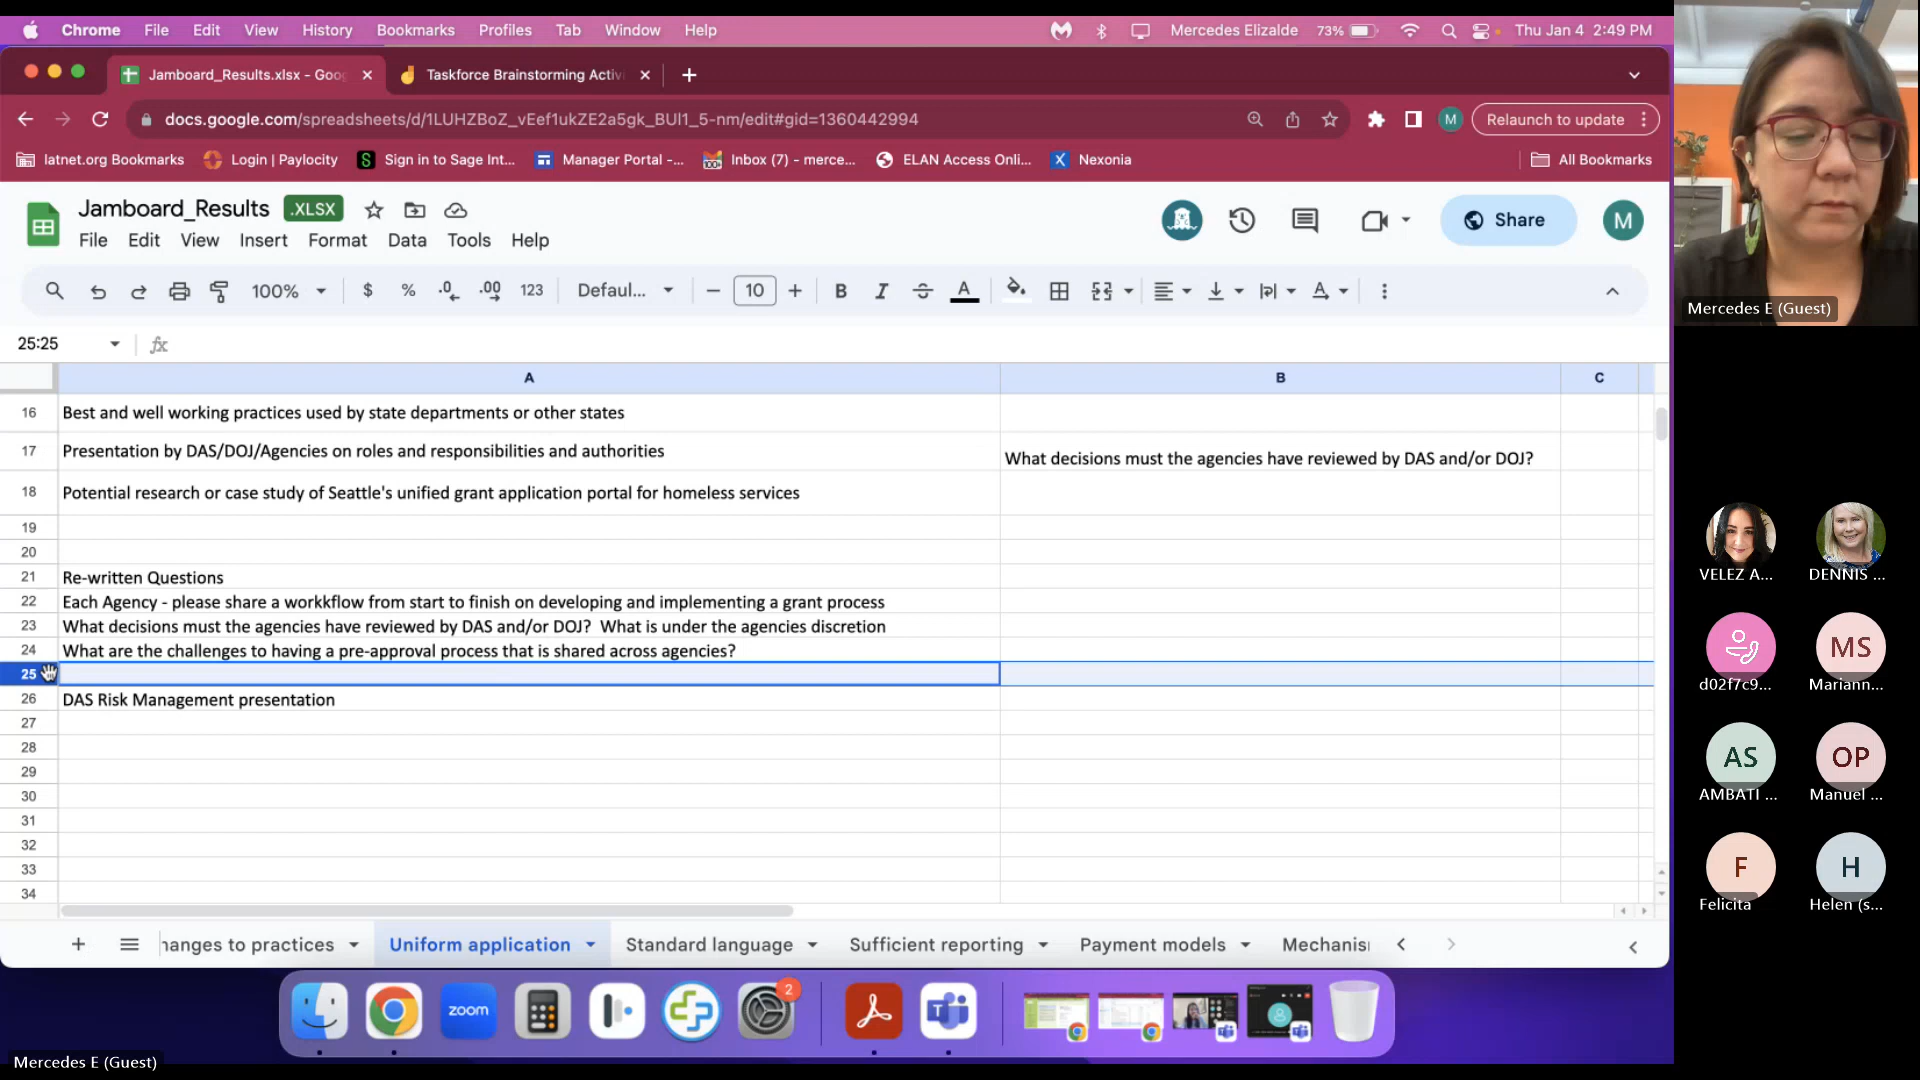 Chrome File Edit View History Bookmarks Profiles Tab Window Help Mercedes Elizalde 73% Thu Jan 4 2:49 PM
Jamboard_Results.xlsx - Goo Taskforce Brainstorming Activ
docs.google.com/spreadsheets/d/1LUHZBoZ_vEef1ukZE2a5gk_BUl1_5-nm/edit#gid=1360442994 M Relaunch to update
latnet.org Bookmarks Login | Paylocity Sign in to Sage Int... Manager Portal -... Inbox (7) - merce... ELAN Access Onli... Nexonia All Bookmarks
Jamboard_Results .XLSX
Share M
File Edit View Insert Format Data Tools Help
100% $ % .0 .00 123 Defaul... 10 B I A
25:25 fx
A B C
16 Best and well working practices used by state departments or other states
17 Presentation by DAS/DOJ/Agencies on roles and responsibilities and authorities What decisions must the agencies have reviewed by DAS and/or DOJ?
18 Potential research or case study of Seattle's unified grant application portal for homeless services
19
20
21 Re-written Questions
22 Each Agency - please share a workkflow from start to finish on developing and implementing a grant process
23 What decisions must the agencies have reviewed by DAS and/or DOJ? What is under the agencies discretion
24 What are the challenges to having a pre-approval process that is shared across agencies?
25
26 DAS Risk Management presentation
27
28
29
30
31
32
33
34
hanges to practices Uniform application Standard language Sufficient reporting Payment models Mechanis
zoom 2
Mercedes E (Guest)
Mercedes E (Guest)
VELEZ A... DENNIS ...
MS
d02f7c9... Mariann...
AS OP
AMBATI ... Manuel ...
F H
Felicita Helen (s...